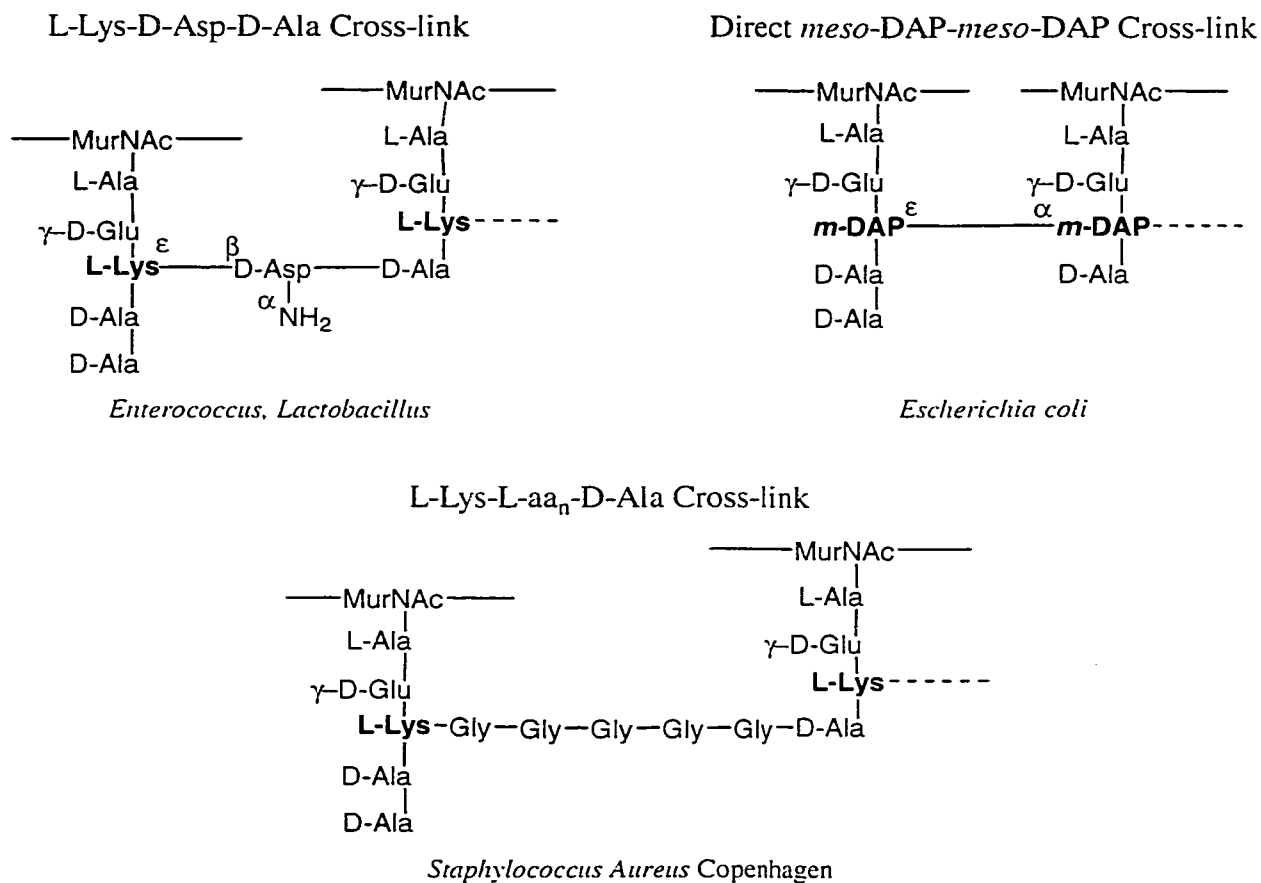 L-Lys-D-Asp-D-Ala Cross-link
MurNAc
MurNAc
L-Ala
L-Ala
γ-D-Glu
γ-D-Glu
L-Lys
ε
L-Lys
β
D-Asp
D-Ala
α
NH₂
D-Ala
D-Ala
Enterococcus, Lactobacillus
Direct meso-DAP-meso-DAP Cross-link
MurNAc
MurNAc
L-Ala
L-Ala
γ-D-Glu
γ-D-Glu
m-DAP
ε
α
m-DAP
D-Ala
D-Ala
D-Ala
Escherichia coli
L-Lys-L-aaₙ-D-Ala Cross-link
MurNAc
MurNAc
L-Ala
L-Ala
γ-D-Glu
γ-D-Glu
L-Lys
L-Lys-Gly-Gly-Gly-Gly-Gly-D-Ala
D-Ala
D-Ala
Staphylococcus Aureus Copenhagen